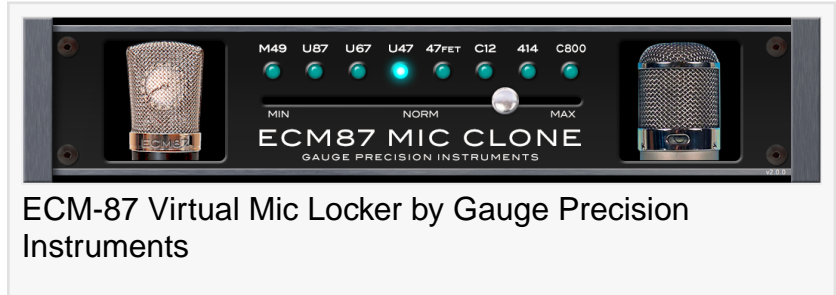 M49 U87 U67 U47 47FET C12 414 C800
MIN NORM MAX
ECM87 MIC CLONE
GAUGE PRECISION INSTRUMENTS
ECM87
v2.0.0
ECM-87 Virtual Mic Locker by Gauge Precision
Instruments